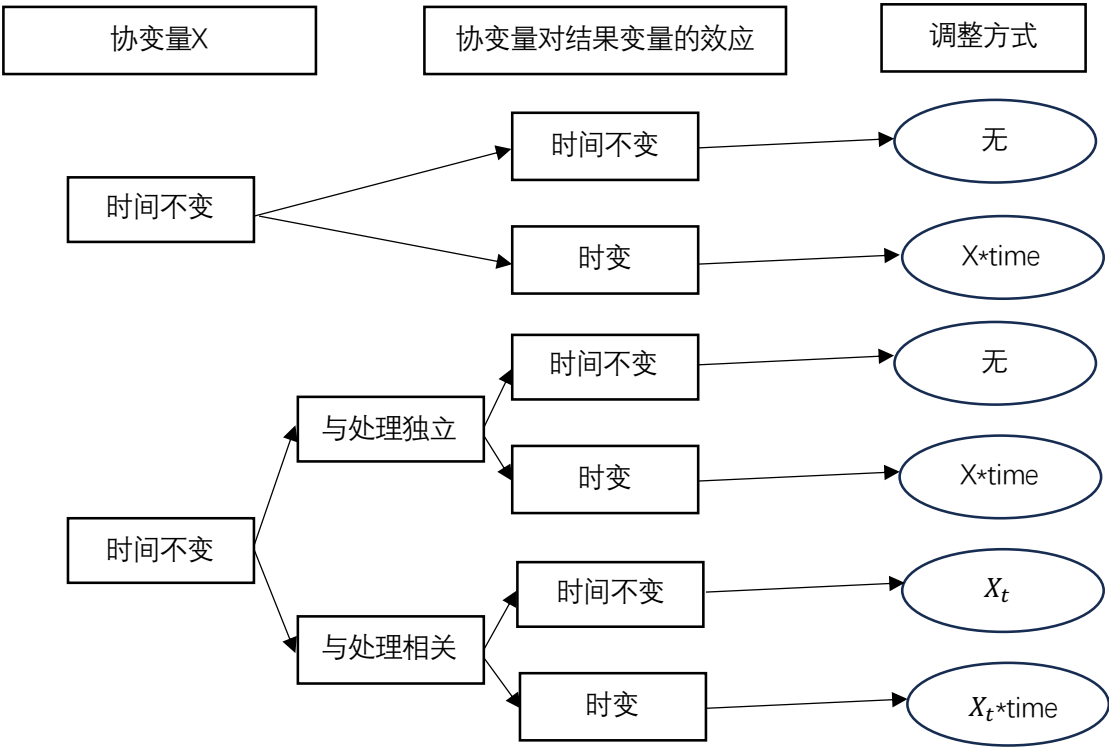 协变量X
协变量对结果变量的效应
调整方式
时间不变
时间不变
无
时变
X*time
时间不变
与处理独立
时间不变
无
时变
X*time
与处理相关
时间不变
X_t
时变
X_t*time